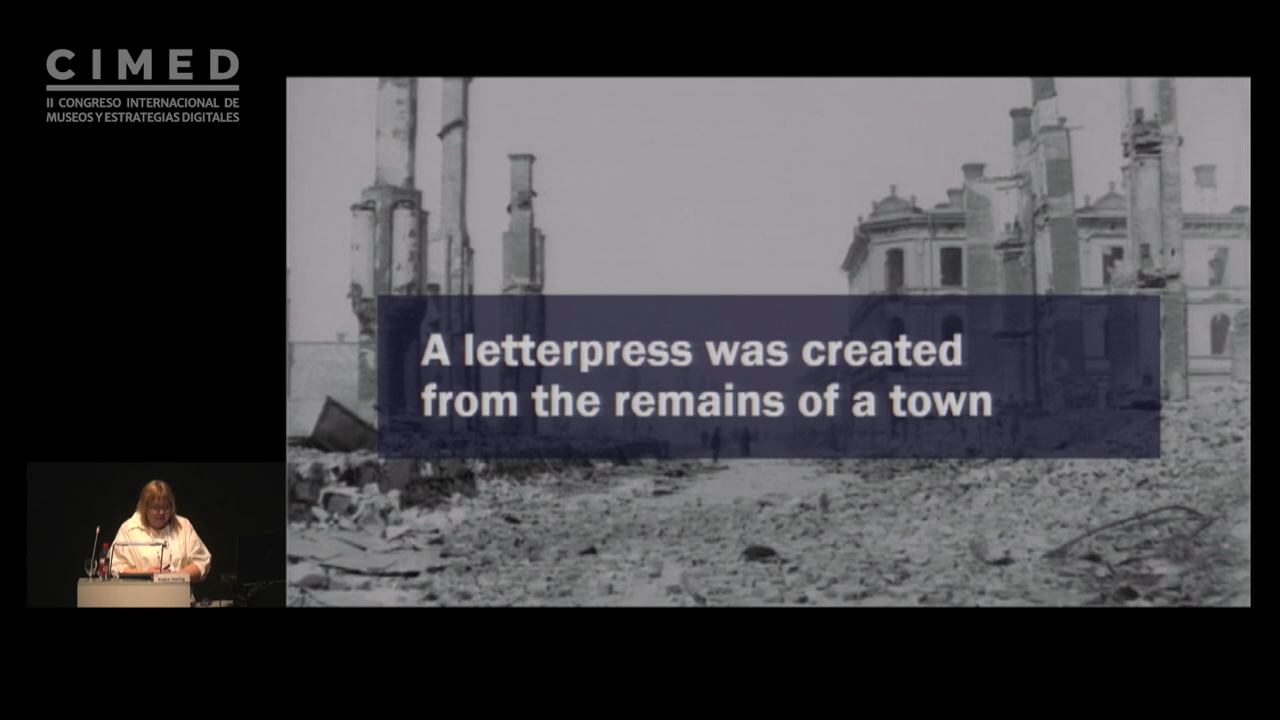 CIMED
II CONGRESO INTERNACIONAL DE
MUSEOS Y ESTRATEGIAS DIGITALES
A letterpress was created
from the remains of a town